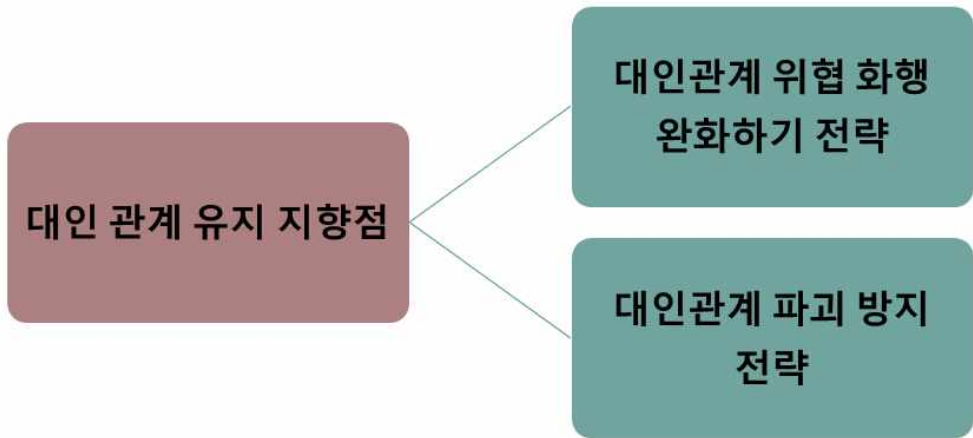 대인 관계 유지 지향점
대인관계 위협 화행
완화하기 전략
대인관계 파괴 방지
전략